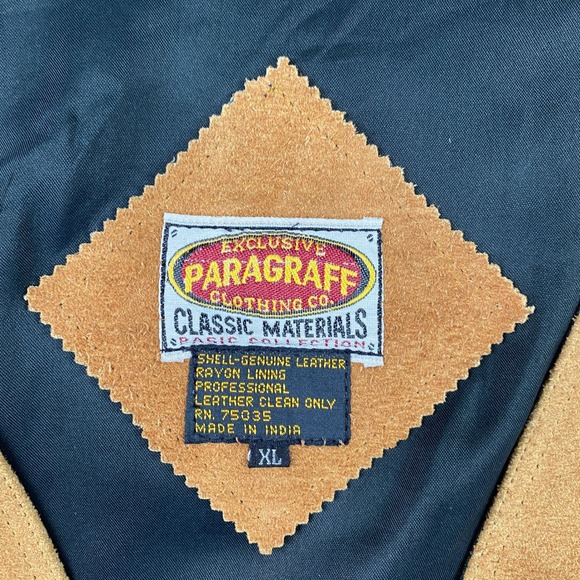 EXCLUSIVE
PARAGRAFF
CLOTHING CO.
CLASSIC MATERIALS
BASIC COLLECTION
SHELL-GENUINE LEATHER
RAYON LINING
PROFESSIONAL
LEATHER CLEAN ONLY
RN. 75035
MADE IN INDIA
XL